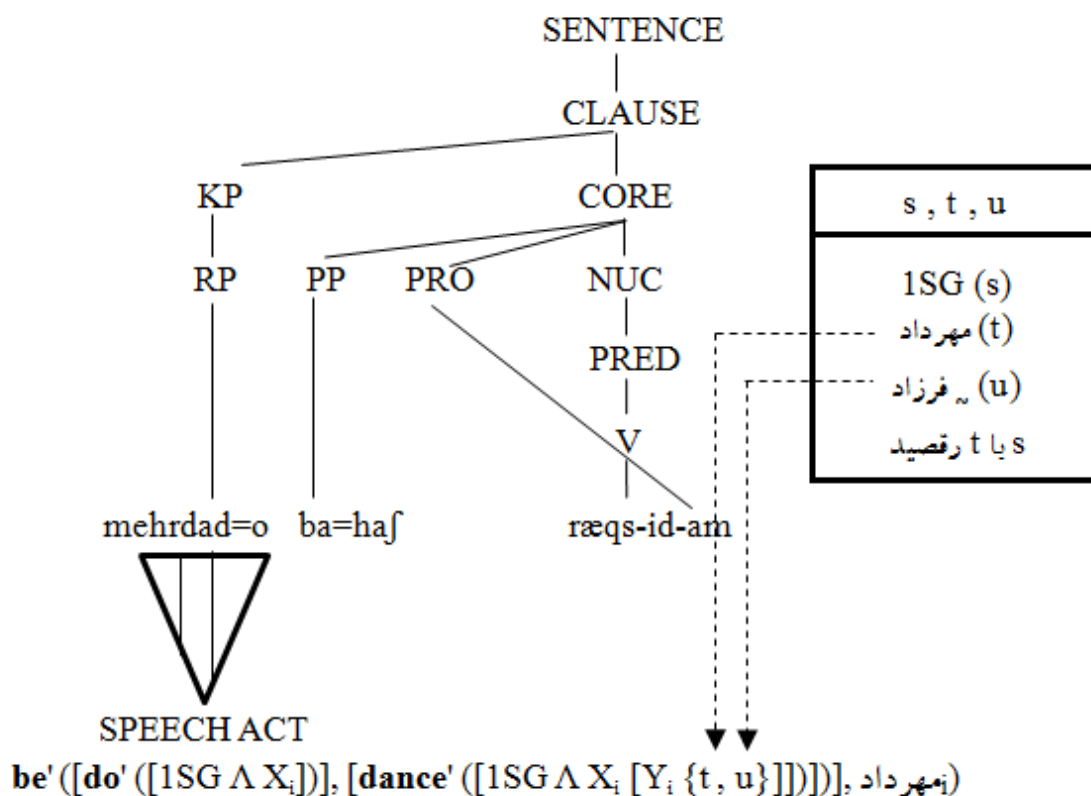 SENTENCE
CLAUSE
KP CORE
s , t , u
RP PP PRO NUC
1SG (s)
مهرداد (t)
PRED
~ فرزاد (u)
V
s با t رقصید
mehrdad=o ba=haʃ ræqs-id-am
SPEECH ACT
be' ([do' ([1SG Λ Xi])], [dance' ([1SG Λ Xi [Yi {t , u}]])])], مهردادi)